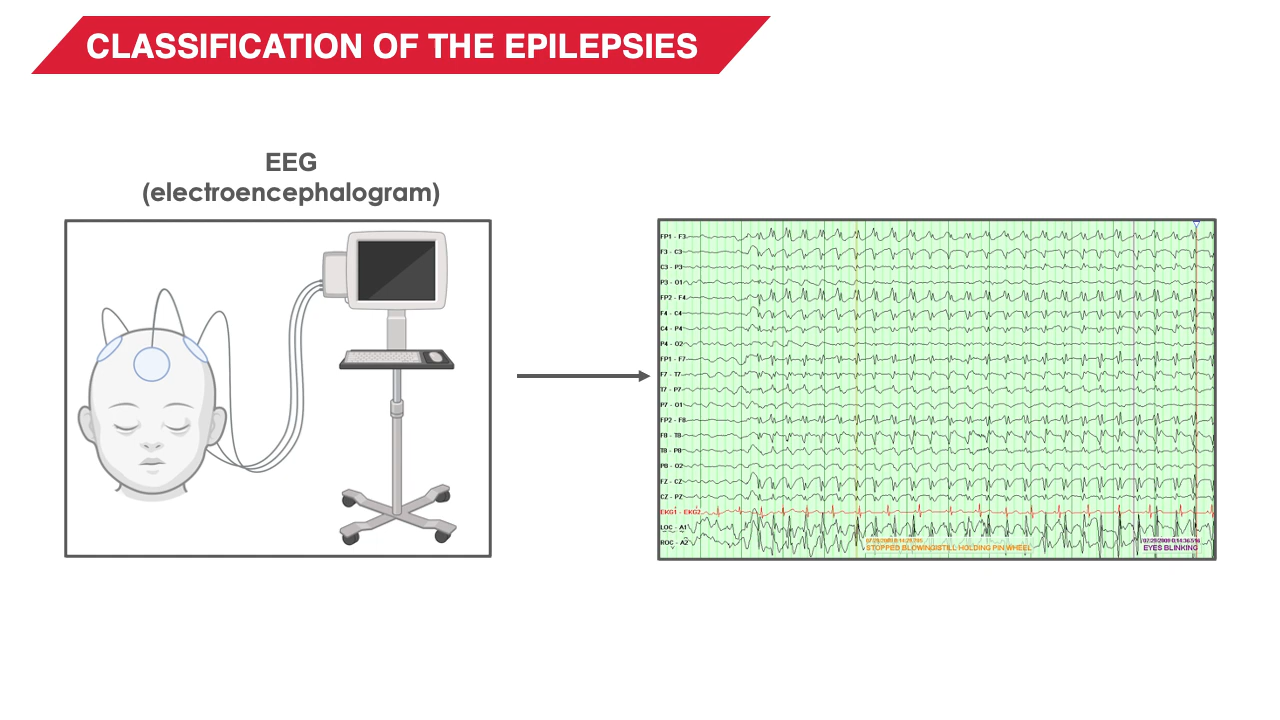 CLASSIFICATION OF THE EPILEPSIES
EEG
(electroencephalogram)
FP1 - F3
F3 - C3
C3 - P3
P3 - O1
FP2 - F4
F4 - C4
C4 - P4
P4 - O2
FP1 - F7
F7 - T7
T7 - P7
P7 - O1
FP2 - F8
F8 - T8
T8 - P8
P8 - O2
FZ - CZ
CZ - PZ
EKG1 - EKG2
LOC - A1
ROC - A2
STOPPED BLOWING\STILL HOLDING PIN WHEEL
EYES BLINKING